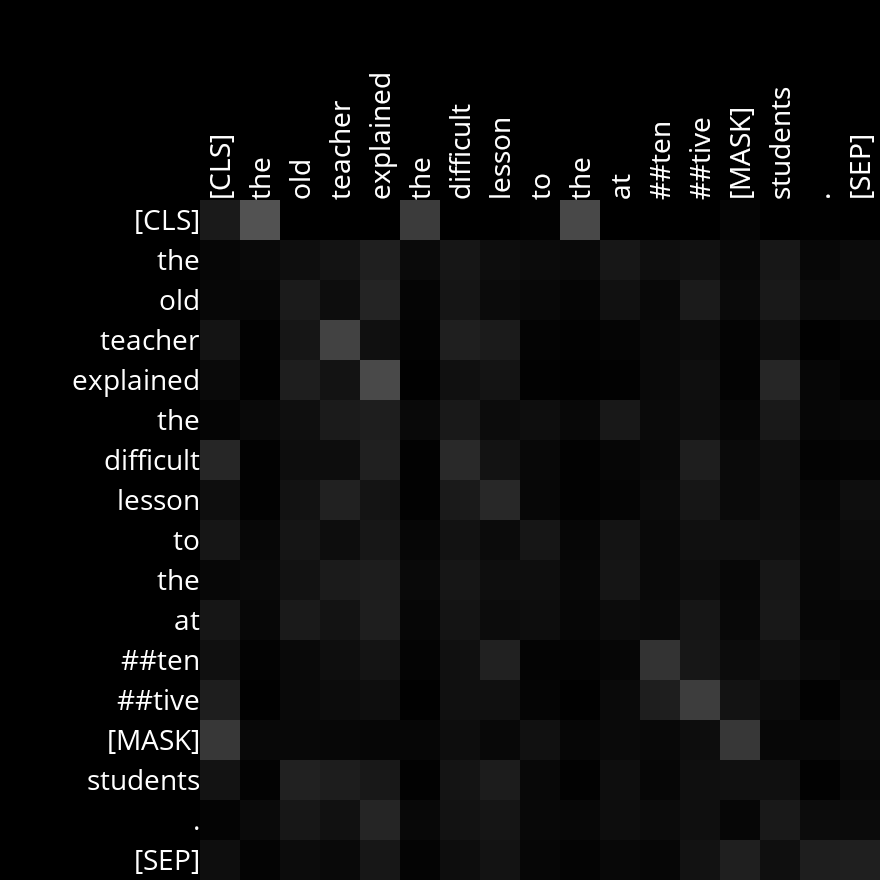 [CLS] the old teacher explained the difficult lesson to the at ##ten ##tive [MASK] students . [SEP]
[CLS]
the
old
teacher
explained
the
difficult
lesson
to
the
at
##ten
##tive
[MASK]
students
.
[SEP]